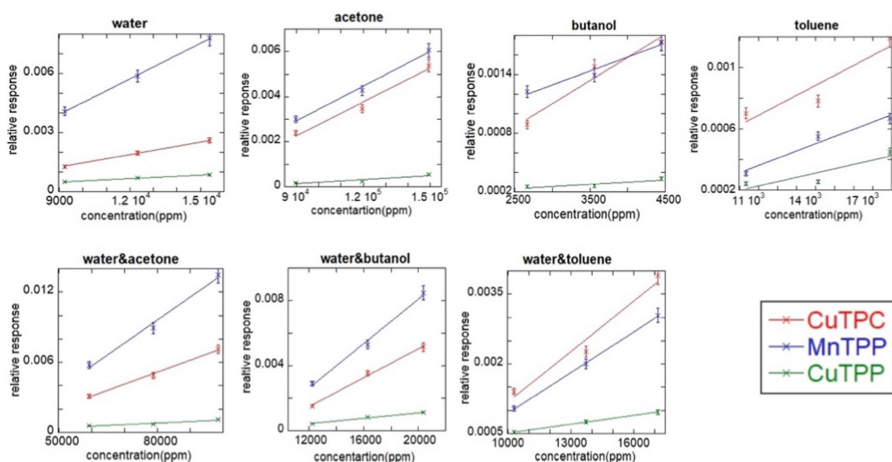 water
acetone
butanol
toluene
relative response
0.006
0.003
0
9000
1.2 10⁴
1.5 10⁴
concentration(ppm)
realtive response
0.006
0.004
0.002
0
9 10⁴
1.2 10⁵
1.5 10⁵
concentartion(ppm)
relative response
0.0014
0.0008
0.0002
2500
3500
4500
concentration(ppm)
relative response
0.001
0.0006
0.0002
11 10³
14 10³
17 10³
concentration(ppm)
water&acetone
water&butanol
water&toluene
relative response
0.012
0.006
0
50000
80000
concentration(ppm)
relative response
0.008
0.004
0
12000
16000
20000
concentartion(ppm)
relative response
0.0035
0.002
0.0005
10000
13000
16000
concentration(ppm)
CuTPC
MnTPP
CuTPP